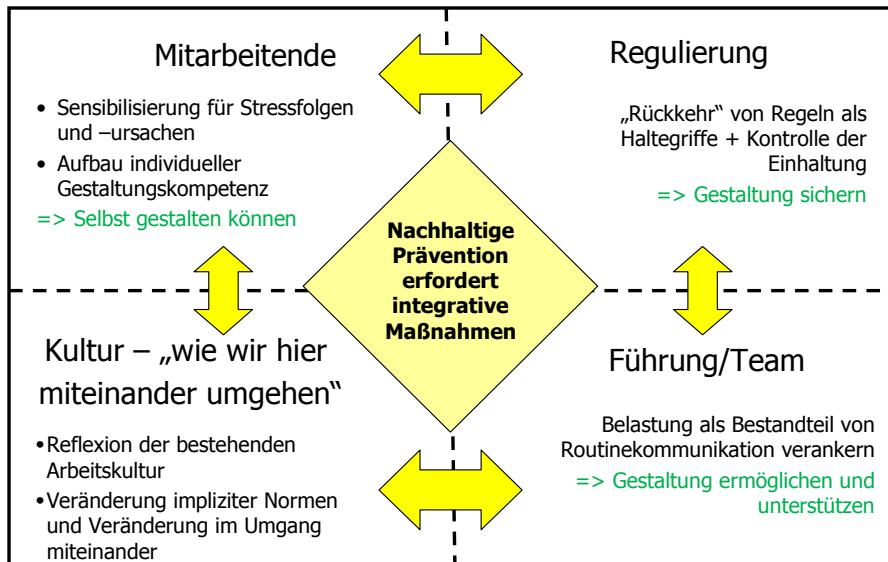 Mitarbeitende
• Sensibilisierung für Stressfolgen
und –ursachen
• Aufbau individueller
Gestaltungskompetenz
=> Selbst gestalten können
Regulierung
„Rückkehr“ von Regeln als
Haltegriffe + Kontrolle der
Einhaltung
=> Gestaltung sichern
Nachhaltige
Prävention
erfordert
integrative
Maßnahmen
Kultur – „wie wir hier
miteinander umgehen“
•Reflexion der bestehenden
Arbeitskultur
•Veränderung impliziter Normen
und Veränderung im Umgang
miteinander
Führung/Team
Belastung als Bestandteil von
Routinekommunikation verankern
=> Gestaltung ermöglichen und
unterstützen